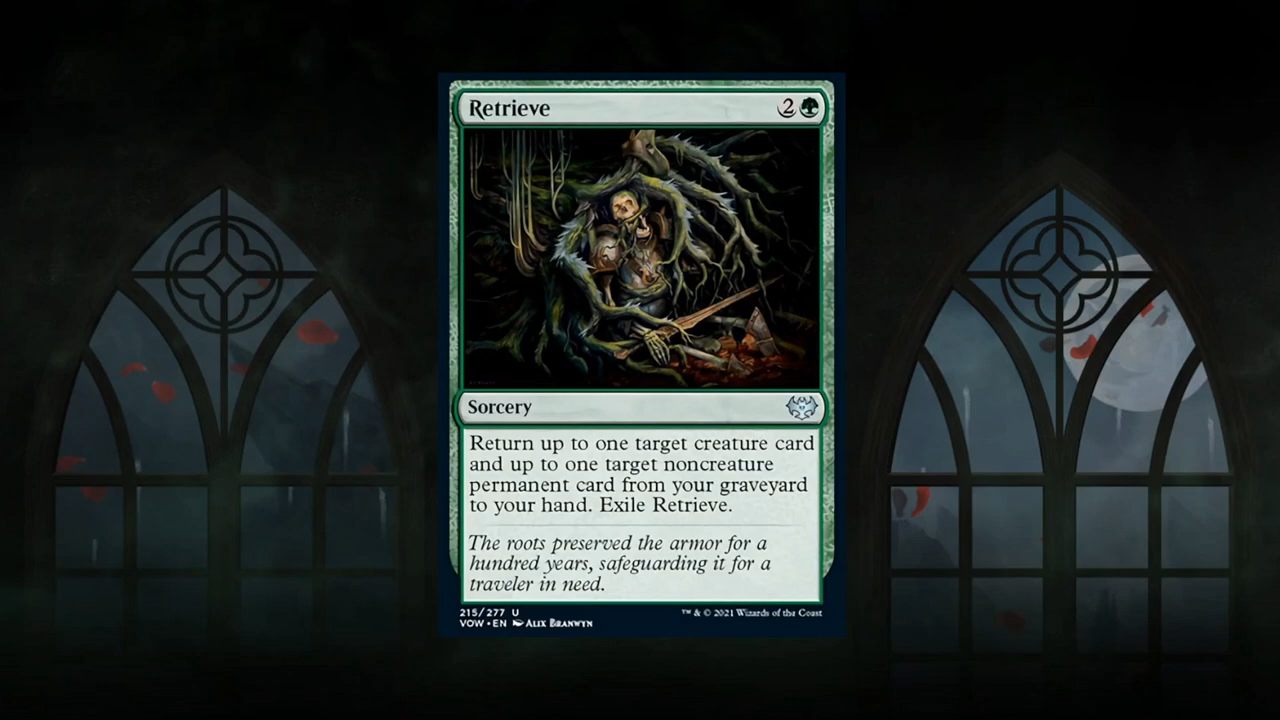 Retrieve 2
Sorcery
Return up to one target creature card
and up to one target noncreature
permanent card from your graveyard
to your hand. Exile Retrieve.
The roots preserved the armor for a
hundred years, safeguarding it for a
traveler in need.
215/277 U
VOW • EN Alix Branwyn
™ & © 2021 Wizards of the Coast